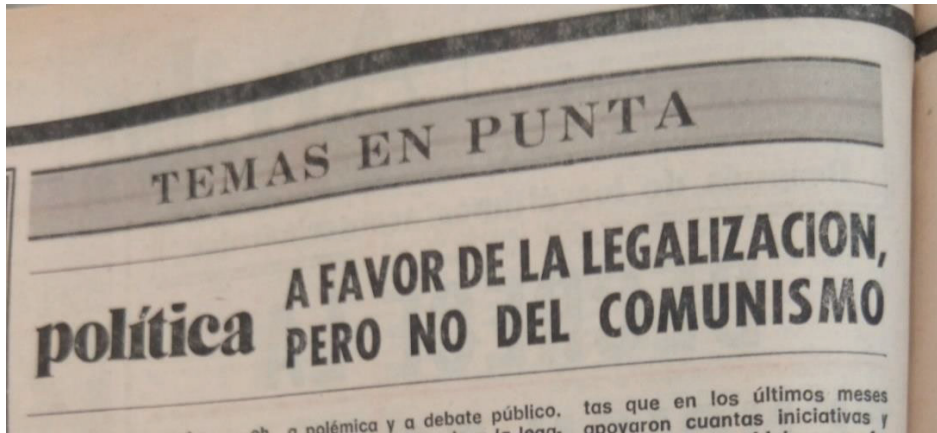 TEMAS EN PUNTA
política
A FAVOR DE LA LEGALIZACION,
PERO NO DEL COMUNISMO
a polémica y a debate público.
tas que en los últimos meses
apoyaron cuantas iniciativas y